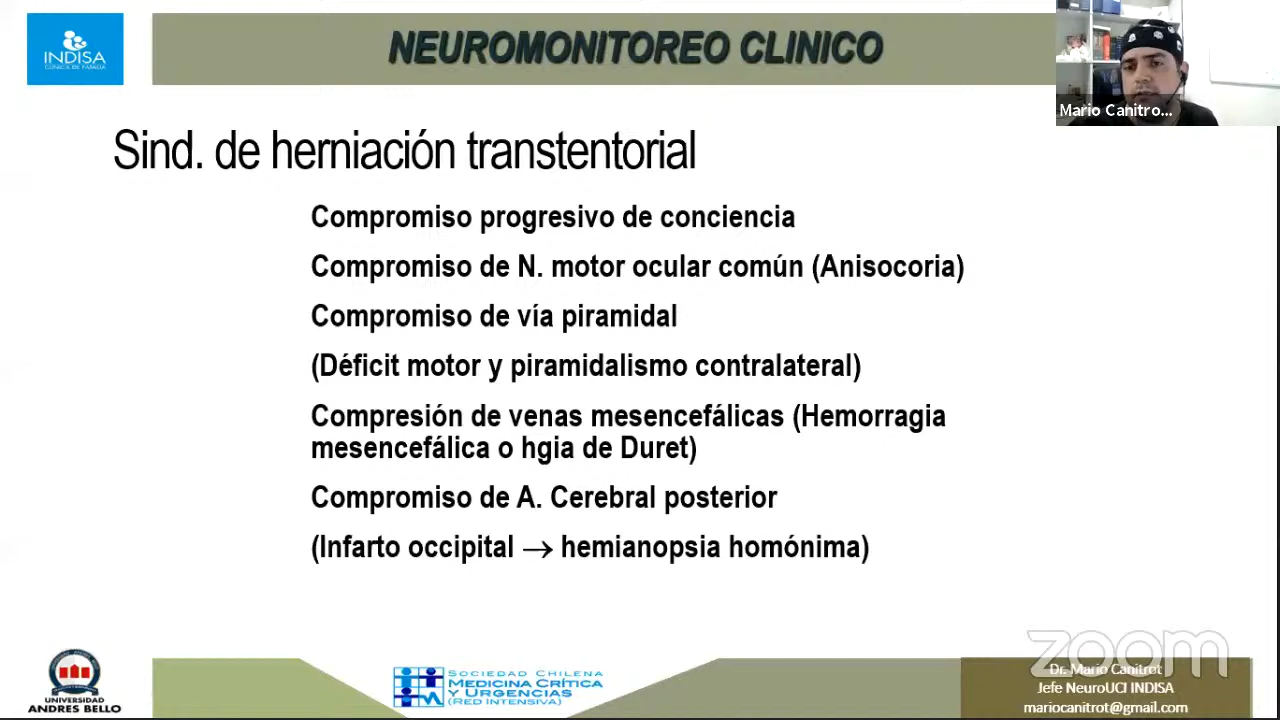 INDISA
CLINICA DE FAMILIA
NEUROMONITOREO CLINICO
Mario Canitro...
Sind. de herniación transtentorial
Compromiso progresivo de conciencia
Compromiso de N. motor ocular común (Anisocoria)
Compromiso de vía piramidal
(Déficit motor y piramidalismo contralateral)
Compresión de venas mesencefálicas (Hemorragia
mesencefálica o hgia de Duret)
Compromiso de A. Cerebral posterior
(Infarto occipital → hemianopsia homónima)
UNIVERSIDAD
ANDRES BELLO
SOCIEDAD CHILENA
MEDICINA CRÍTICA
Y URGENCIAS
(RED INTENSIVA)
zoom
Dr. Mario Canitrot
Jefe NeuroUCI INDISA
mariocanitrot@gmail.com